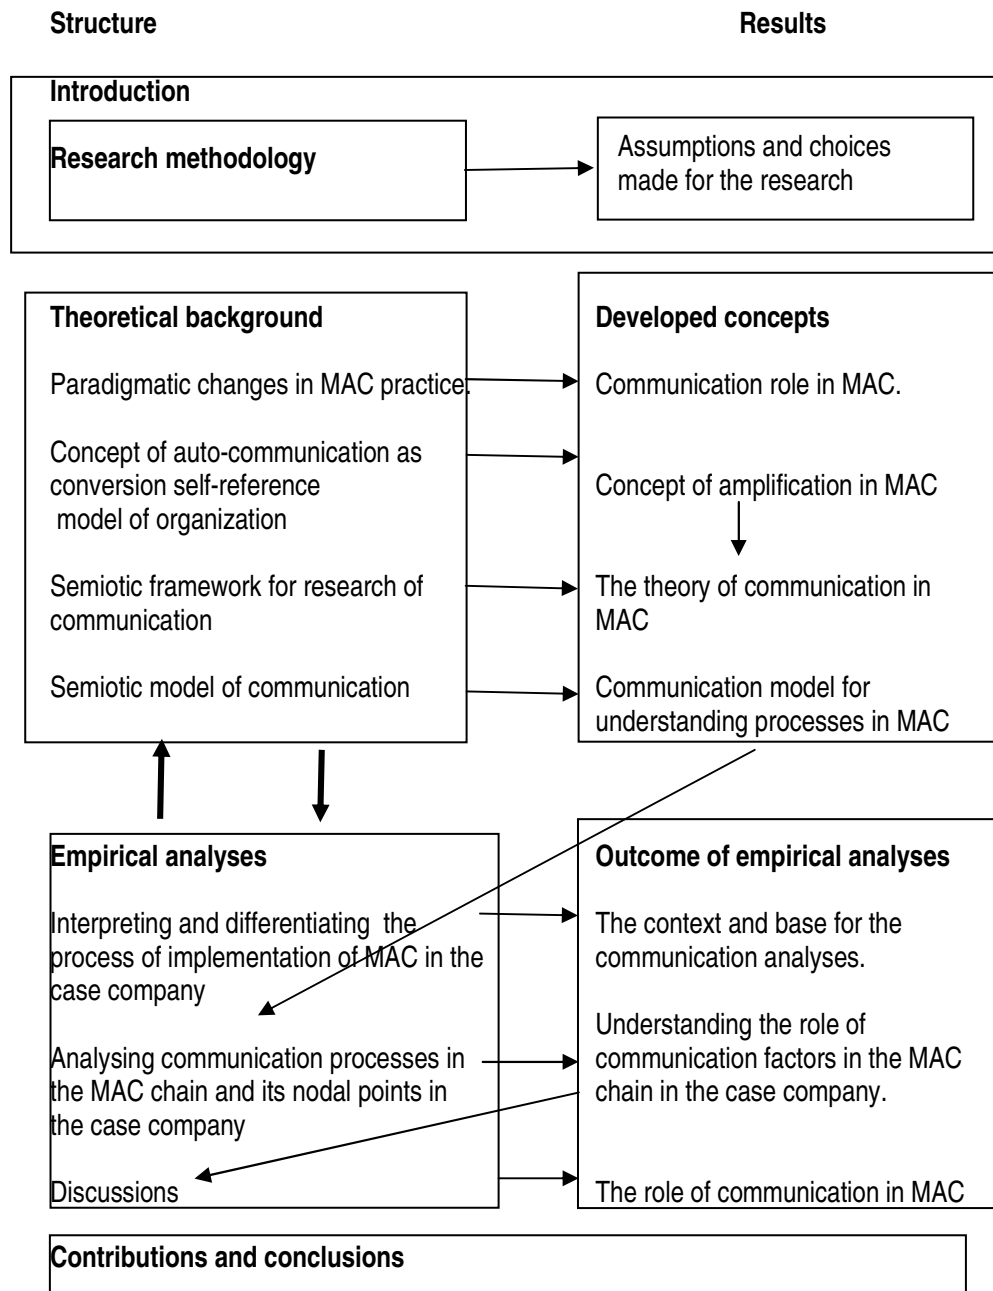 Structure
Results
Introduction
Research methodology
Assumptions and choices
made for the research
Theoretical background
Paradigmatic changes in MAC practice.
Concept of auto-communication as
conversion self-reference
model of organization
Semiotic framework for research of
communication
Semiotic model of communication
Developed concepts
Communication role in MAC.
Concept of amplification in MAC
The theory of communication in
MAC
Communication model for
understanding processes in MAC
Empirical analyses
Interpreting and differentiating the
process of implementation of MAC in the
case company
Analysing communication processes in
the MAC chain and its nodal points in
the case company
Discussions
Outcome of empirical analyses
The context and base for the
communication analyses.
Understanding the role of
communication factors in the MAC
chain in the case company.
The role of communication in MAC
Contributions and conclusions